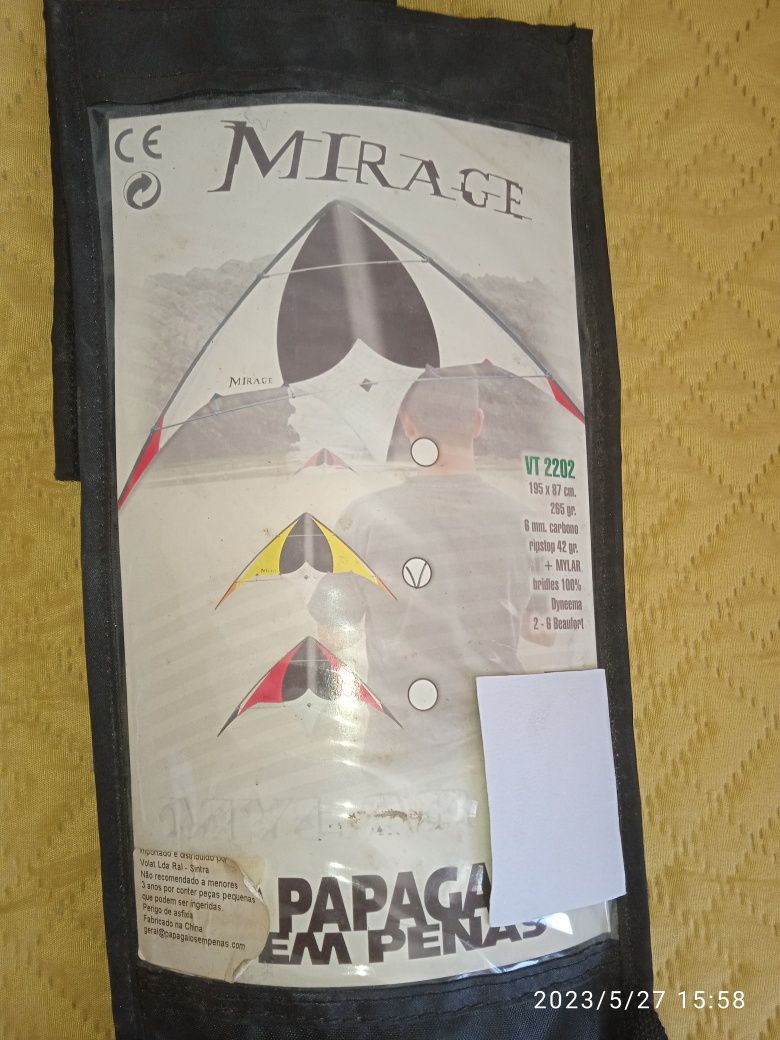 CE
MIRAGE
MIRAGE
VT 2202
195 x 87 cm.
265 gr.
6 mm. carbono
ripstop 42 gr.
+ MYLAR
bridles 100%
Dyneema
2 - 6 Beaufort
Importado e distribuido por
Volat Lda Ral - Sintra
Não recomendado a menores
3 anos por conter peças pequenas
que podem ser ingeridas.
Perigo de asfixia
Fabricado na China
geral@papagaiosempenas.com
PAPAGA
EM PENAS
2023/5/27 15:58